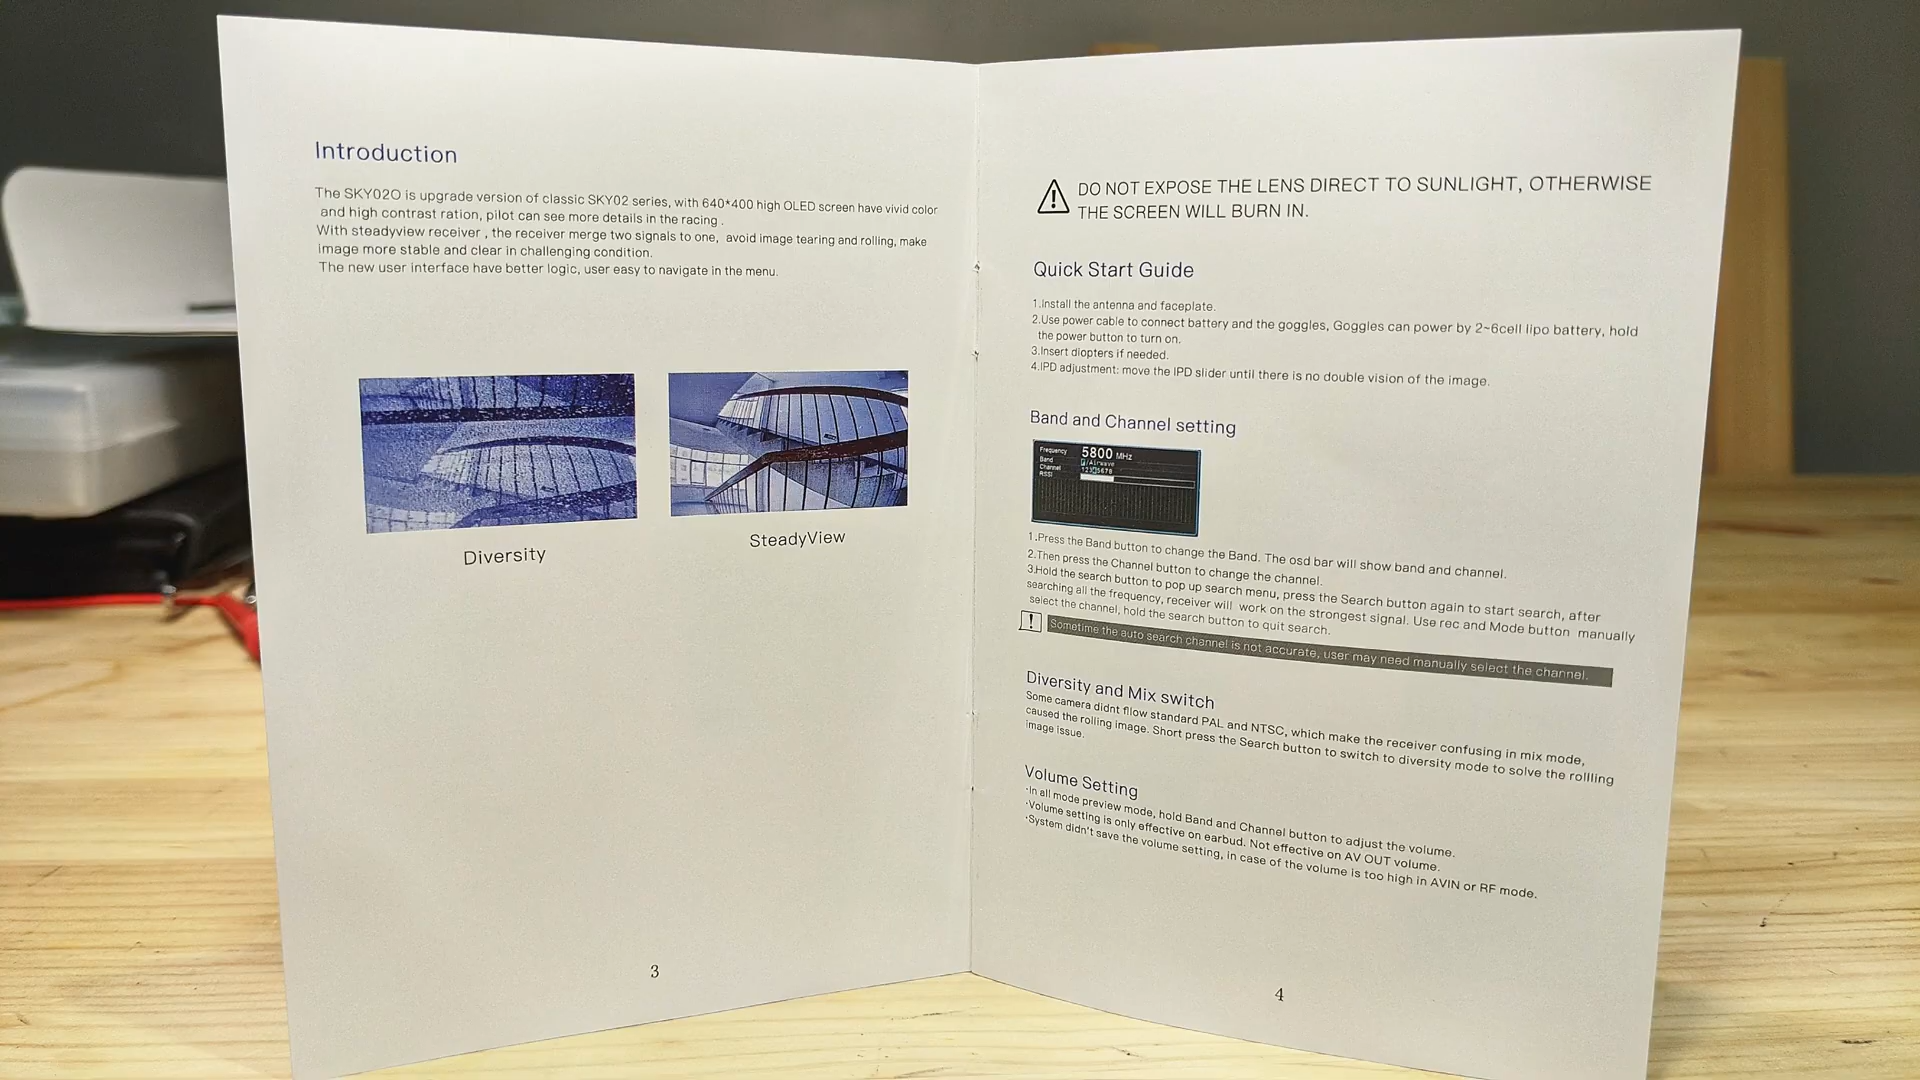 Introduction
The SKY02O is upgrade version of classic SKY02 series, with 640*400 high OLED screen have vivid color
and high contrast ration, pilot can see more details in the racing .
With steadyview receiver , the receiver merge two signals to one, avoid image tearing and rolling, make
image more stable and clear in challenging condition.
The new user interface have better logic, user easy to navigate in the menu.
Diversity
SteadyView
3
DO NOT EXPOSE THE LENS DIRECT TO SUNLIGHT, OTHERWISE
THE SCREEN WILL BURN IN.
Quick Start Guide
1.Install the antenna and faceplate.
2.Use power cable to connect battery and the goggles, Goggles can power by 2~6cell lipo battery, hold
the power button to turn on.
3.Insert diopters if needed.
4.IPD adjustment: move the IPD slider until there is no double vision of the image.
Band and Channel setting
Frequency 5800 MHz
Band F/Airwave
Channel 12345678
RSSI
1.Press the Band button to change the Band. The osd bar will show band and channel.
2.Then press the Channel button to change the channel.
3.Hold the search button to pop up search menu, press the Search button again to start search, after
searching all the frequency, receiver will work on the strongest signal. Use rec and Mode button manually
select the channel, hold the search button to quit search.
Sometime the auto search channel is not accurate, user may need manually select the channel.
Diversity and Mix switch
Some camera didnt fllow standard PAL and NTSC, which make the receiver confusing in mix mode,
caused the rolling image. Short press the Search button to switch to diversity mode to solve the rollling
image issue.
Volume Setting
·In all mode preview mode, hold Band and Channel button to adjust the volume.
·Volume setting is only effective on earbud. Not effective on AV OUT volume.
·System didn't save the volume setting, in case of the volume is too high in AVIN or RF mode.
4